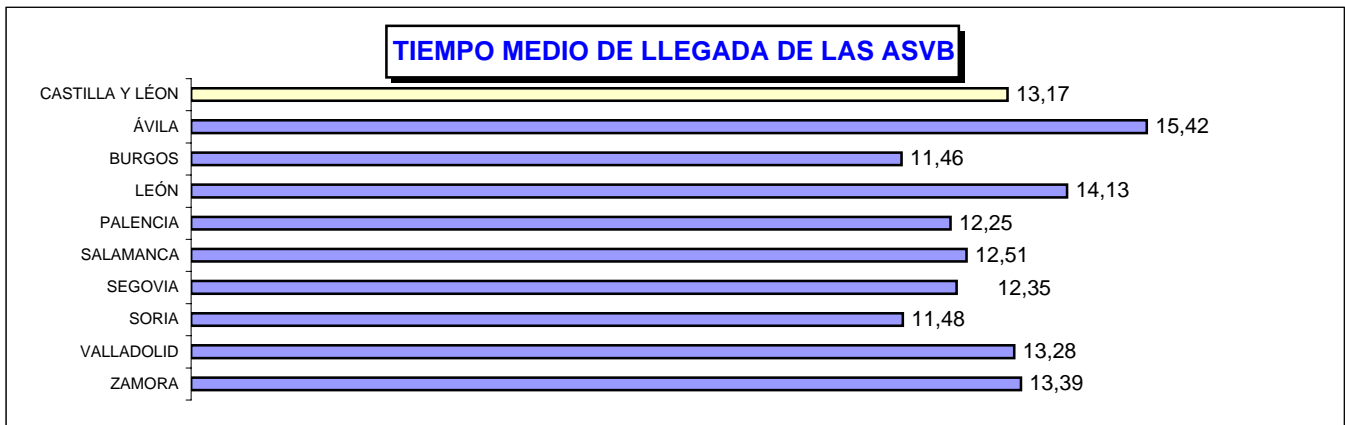 TIEMPO MEDIO DE LLEGADA DE LAS ASVB
CASTILLA Y LÉON 13,17
ÁVILA 15,42
BURGOS 11,46
LEÓN 14,13
PALENCIA 12,25
SALAMANCA 12,51
SEGOVIA 12,35
SORIA 11,48
VALLADOLID 13,28
ZAMORA 13,39